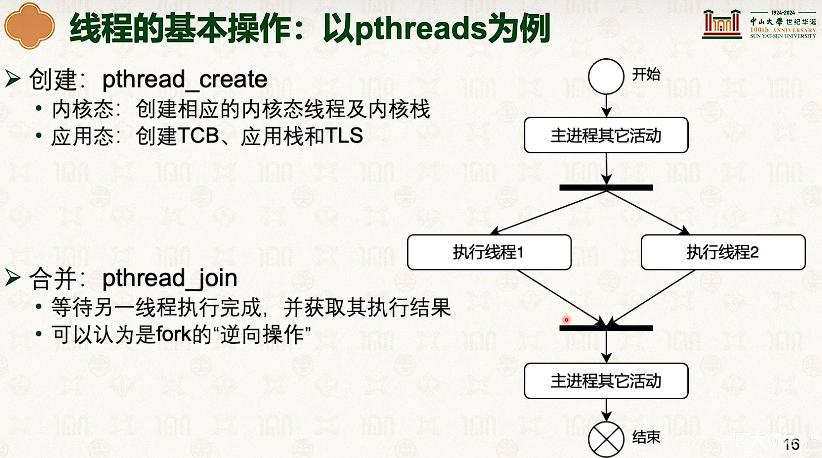 线程的基本操作：以pthreads为例
1924-2024
中山大学世纪华诞
100th ANNIVERSARY
SUN YAT-SEN UNIVERSITY
创建：pthread_create
• 内核态：创建相应的内核态线程及内核栈
• 应用态：创建TCB、应用栈和TLS
合并：pthread_join
• 等待另一线程执行完成，并获取其执行结果
• 可以认为是fork的“逆向操作”
开始
主进程其它活动
执行线程1
执行线程2
主进程其它活动
结束
16